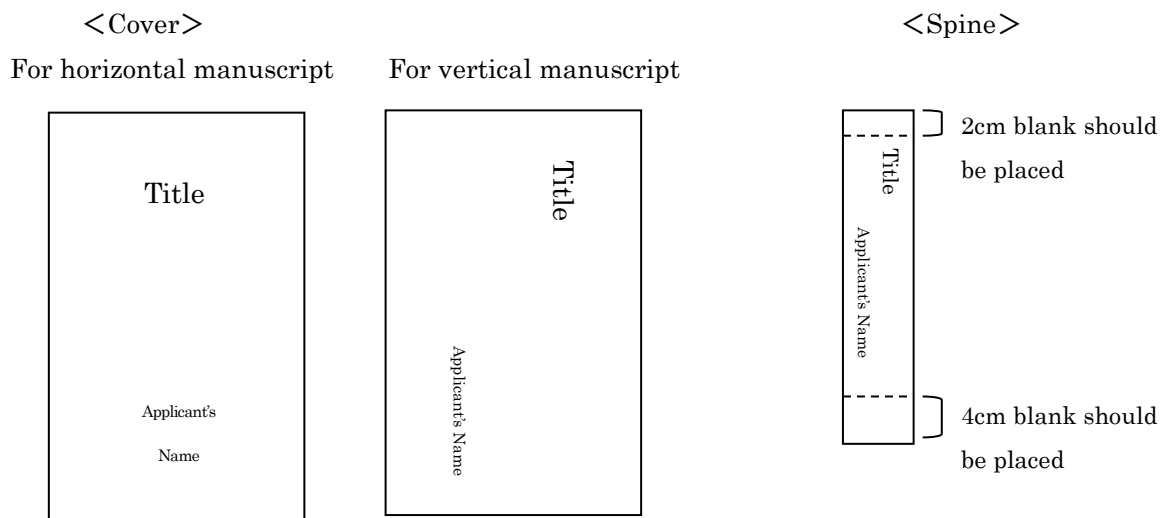 ＜Cover＞
For horizontal manuscript
Title
Applicant's
Name
For vertical manuscript
Title
Applicant's Name
＜Spine＞
Title
Applicant's Name
2cm blank should
be placed
4cm blank should
be placed